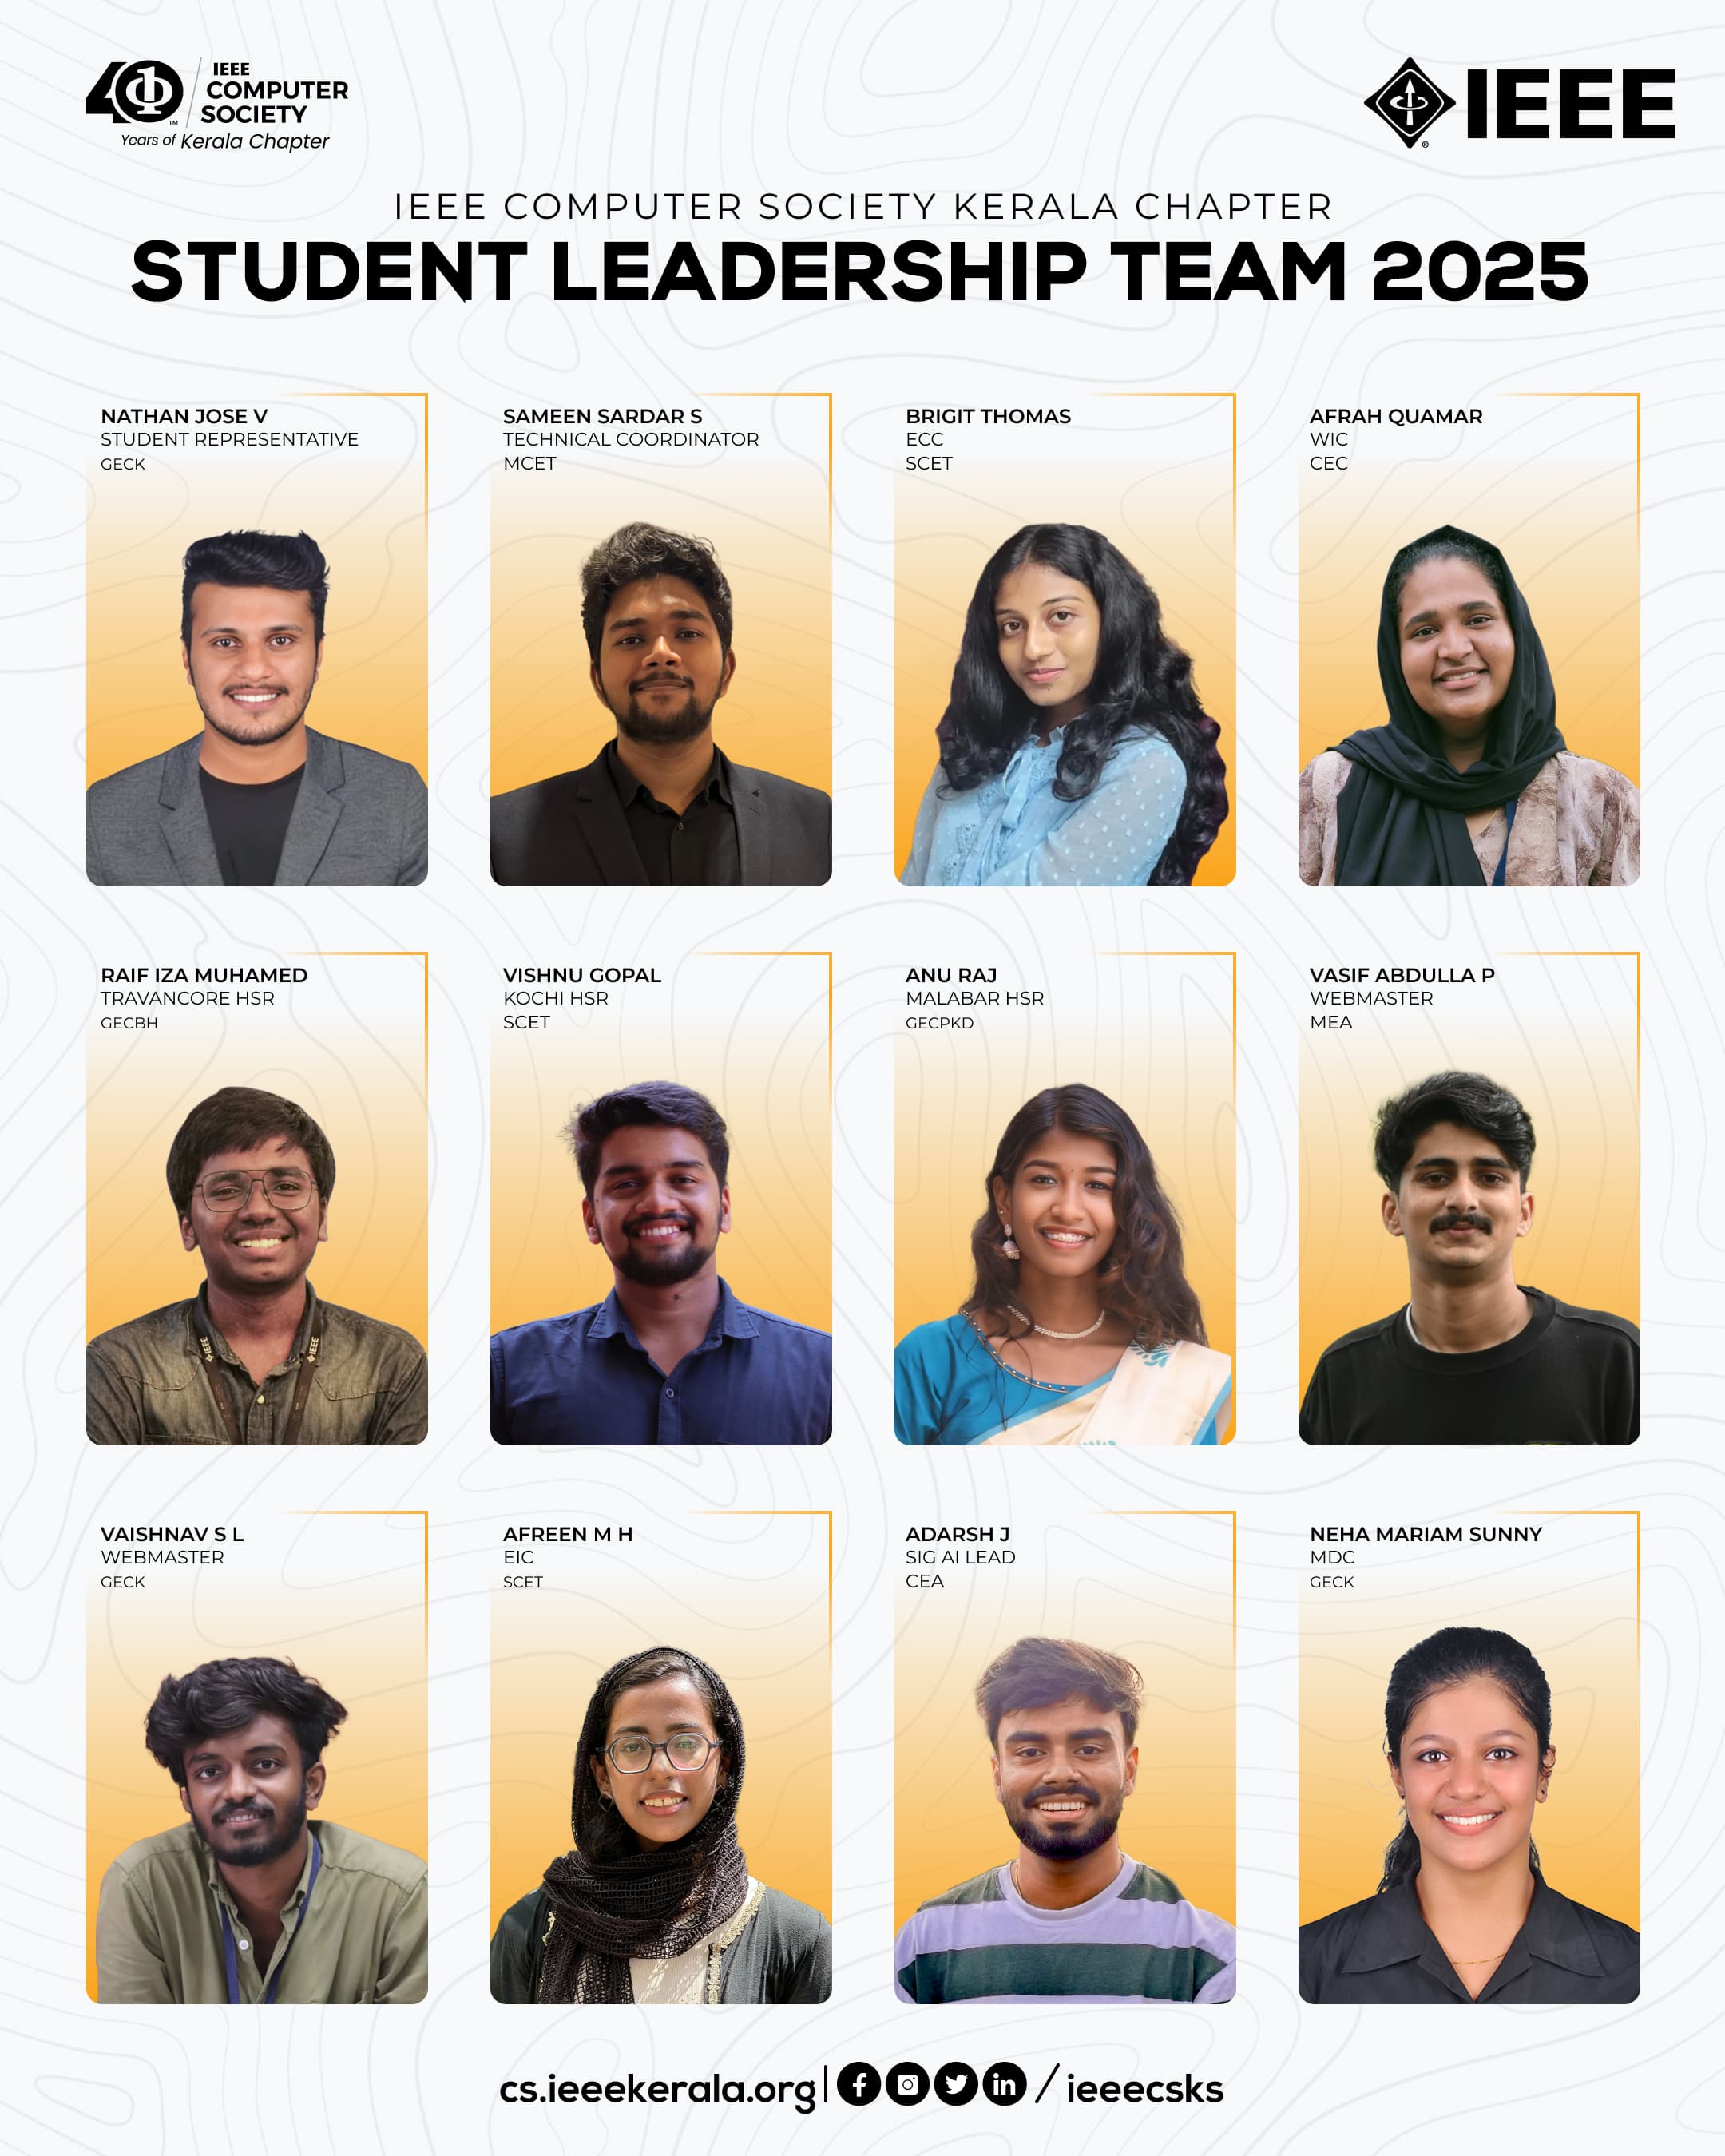 IEEE
COMPUTER
SOCIETY
Years of Kerala Chapter
IEEE
IEEE COMPUTER SOCIETY KERALA CHAPTER
STUDENT LEADERSHIP TEAM 2025
NATHAN JOSE V
STUDENT REPRESENTATIVE
GECK
SAMEEN SARDAR S
TECHNICAL COORDINATOR
MCET
BRIGIT THOMAS
ECC
SCET
AFRAH QUAMAR
WIC
CEC
RAIF IZA MUHAMED
TRAVANCORE HSR
GECBH
VISHNU GOPAL
KOCHI HSR
SCET
ANU RAJ
MALABAR HSR
GECPKD
VASIF ABDULLA P
WEBMASTER
MEA
IEEE
IEEE
VAISHNAV S L
WEBMASTER
GECK
AFREEN M H
EIC
SCET
ADARSH J
SIG AI LEAD
CEA
NEHA MARIAM SUNNY
MDC
GECK
cs.ieeekerala.org | / ieeecsks